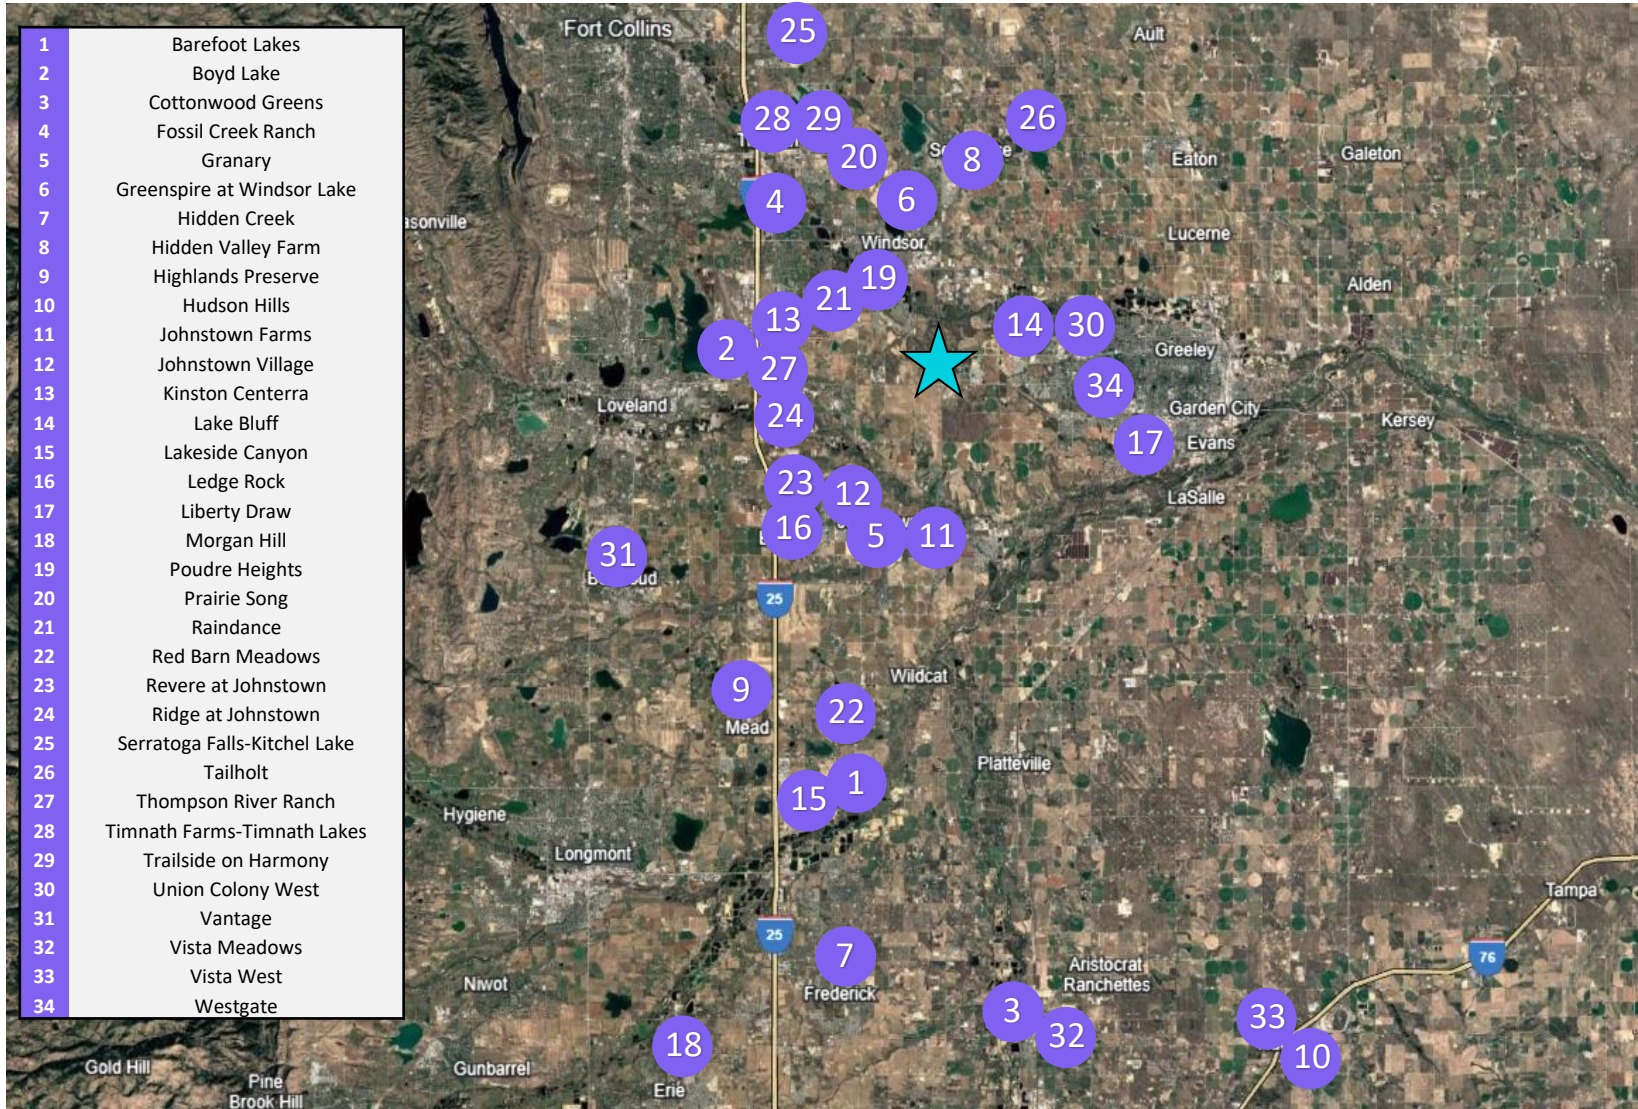 1 Barefoot Lakes
2 Boyd Lake
3 Cottonwood Greens
4 Fossil Creek Ranch
5 Granary
6 Greenspire at Windsor Lake
7 Hidden Creek
8 Hidden Valley Farm
9 Highlands Preserve
10 Hudson Hills
11 Johnstown Farms
12 Johnstown Village
13 Kinston Centerra
14 Lake Bluff
15 Lakeside Canyon
16 Ledge Rock
17 Liberty Draw
18 Morgan Hill
19 Poudre Heights
20 Prairie Song
21 Raindance
22 Red Barn Meadows
23 Revere at Johnstown
24 Ridge at Johnstown
25 Serratoga Falls-Kitchel Lake
26 Tailholt
27 Thompson River Ranch
28 Timnath Farms-Timnath Lakes
29 Trailside on Harmony
30 Union Colony West
31 Vantage
32 Vista Meadows
33 Vista West
34 Westgate
Fort Collins
25
Ault
28
29
26
20
8
Eaton
Galeton
4
6
Windsor
Lucerne
19
Alden
21
13
14
30
2
Greeley
27
34
Loveland
24
Garden City
Kersey
17
Evans
23
12
LaSalle
16
5
11
31
25
9
Wildcat
22
Mead
Platteville
1
15
Hygiene
Longmont
Tampa
25
7
76
Aristocrat
Ranchettes
Niwot
Frederick
3
33
32
18
10
Gold Hill
Gunbarrel
Pine
Brook Hill
Erie